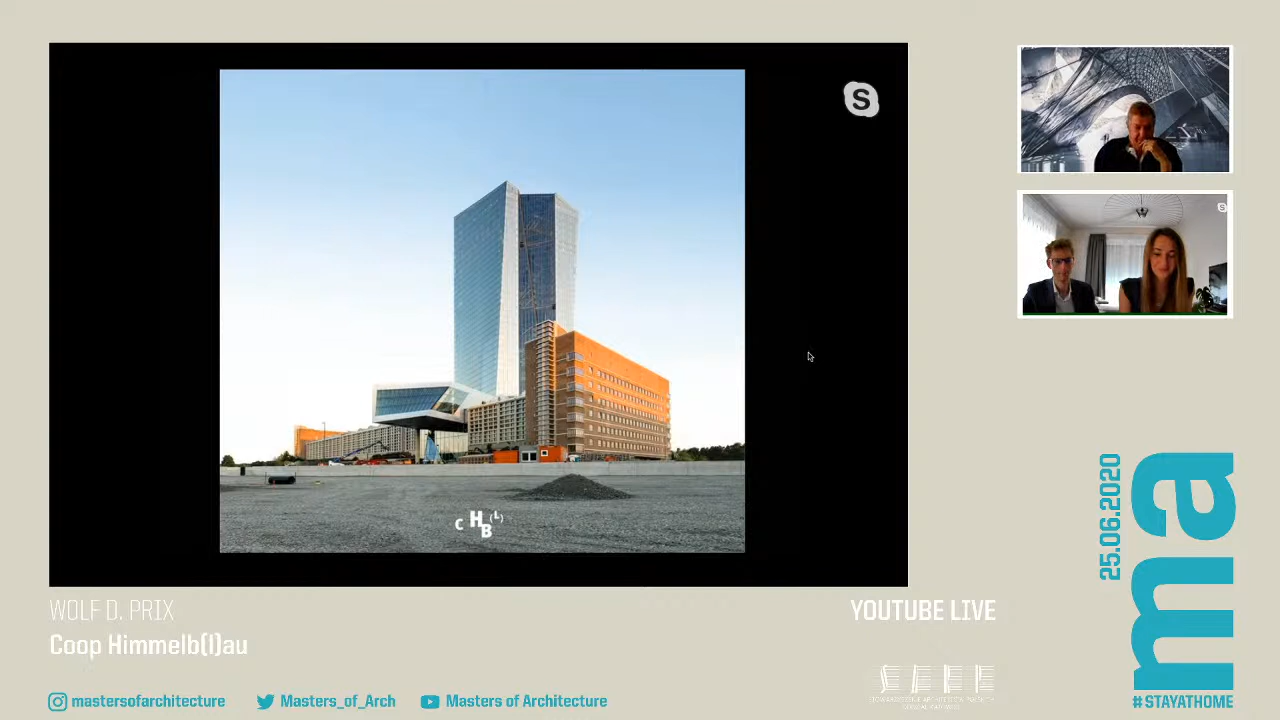 S
C H B (L)
S
WOLF D. PRIX
Coop Himmelb(l)au
YOUTUBE LIVE
mastersofarchitecture
Masters_of_Arch
Masters of Architecture
25.06.2020
ma
#STAYATHOME